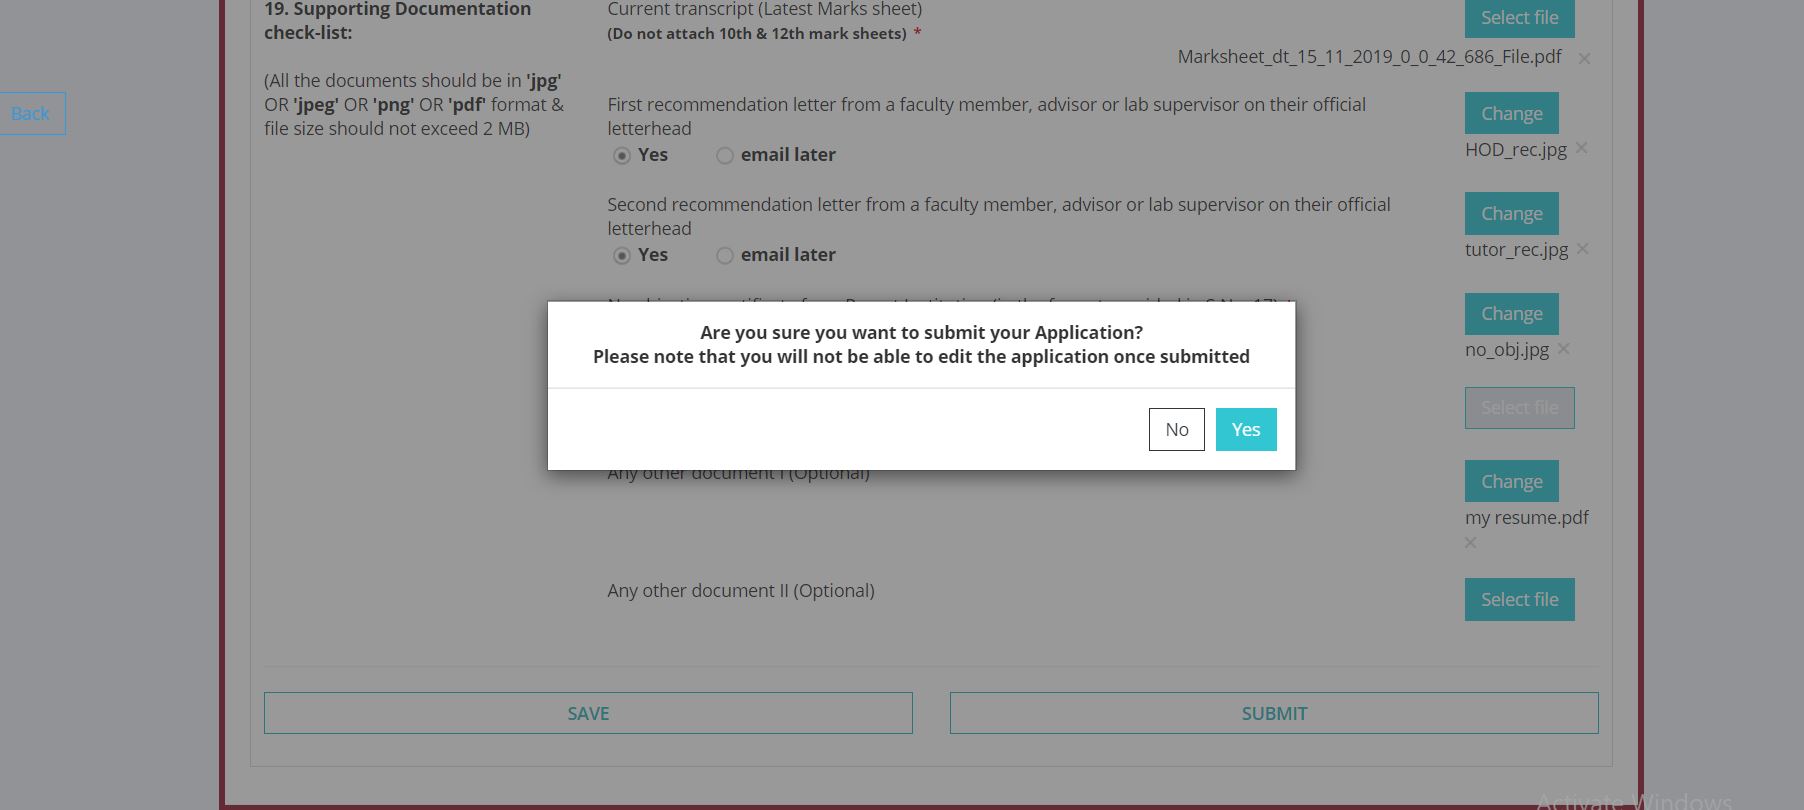 19. Supporting Documentation
check-list:
(All the documents should be in 'jpg'
OR 'jpeg' OR 'png' OR 'pdf' format &
file size should not exceed 2 MB)
Back
Current transcript (Latest Marks sheet)
(Do not attach 10th & 12th mark sheets) *
Select file
Marksheet_dt_15_11_2019_0_0_42_686_File.pdf ×
First recommendation letter from a faculty member, advisor or lab supervisor on their official
letterhead
Yes email later
Change
HOD_rec.jpg ×
Second recommendation letter from a faculty member, advisor or lab supervisor on their official
letterhead
Yes email later
Change
tutor_rec.jpg ×
Change
no_obj.jpg ×
Are you sure you want to submit your Application?
Please note that you will not be able to edit the application once submitted
No Yes
Select file
Any other document I (Optional)
Change
my resume.pdf
×
Any other document II (Optional)
Select file
SAVE
SUBMIT
Activate Windows